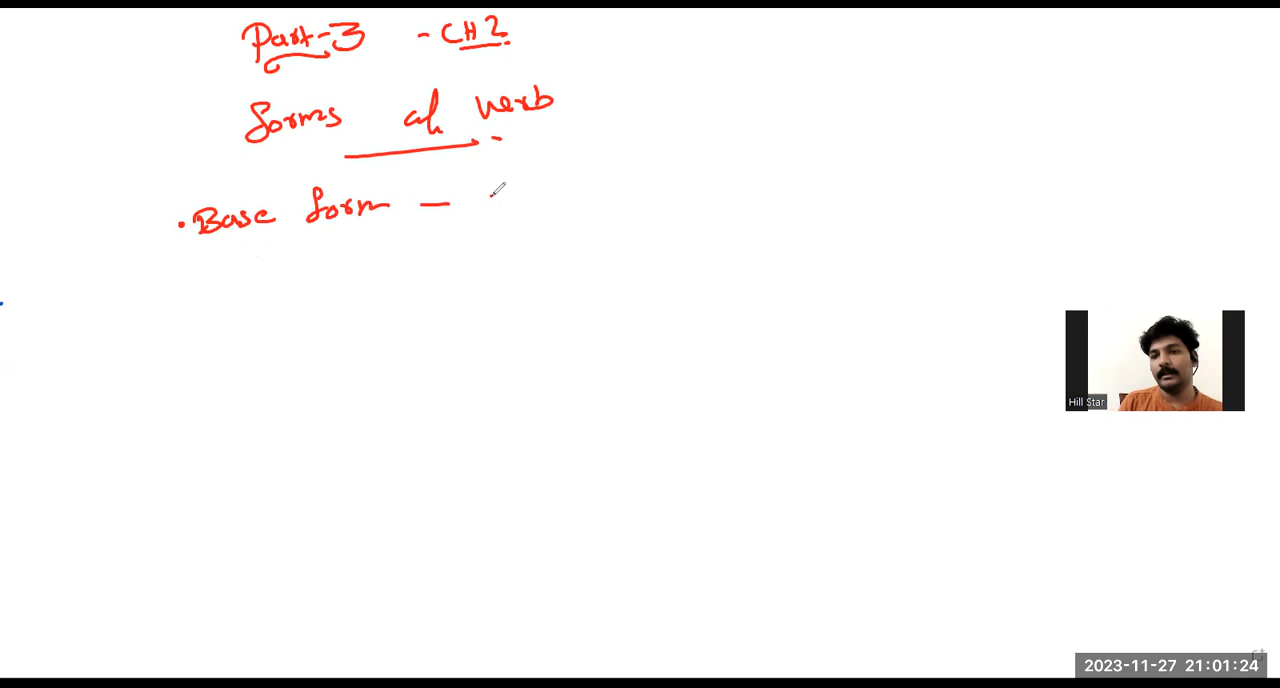 Part-3 - CH2
forms of verb
. Base form -
Hill Star
2023-11-27 21:01:24